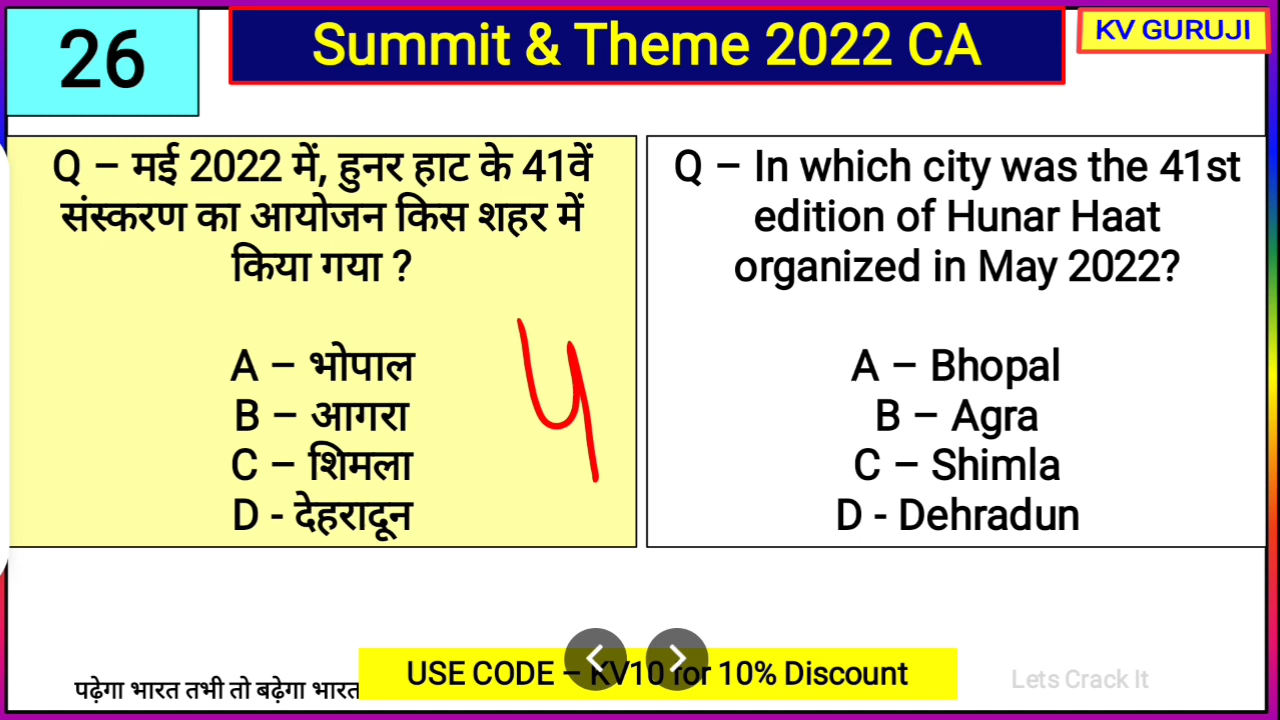 26
Summit & Theme 2022 CA
KV GURUJI
Q – मई 2022 में, हुनर हाट के 41वें
संस्करण का आयोजन किस शहर में
किया गया ?
A – भोपाल
B – आगरा
C – शिमला
D - देहरादून
Q – In which city was the 41st
edition of Hunar Haat
organized in May 2022?
A – Bhopal
B – Agra
C – Shimla
D - Dehradun
USE CODE – KV10 for 10% Discount
पढ़ेगा भारत तभी तो बढ़ेगा भारत
Lets Crack It